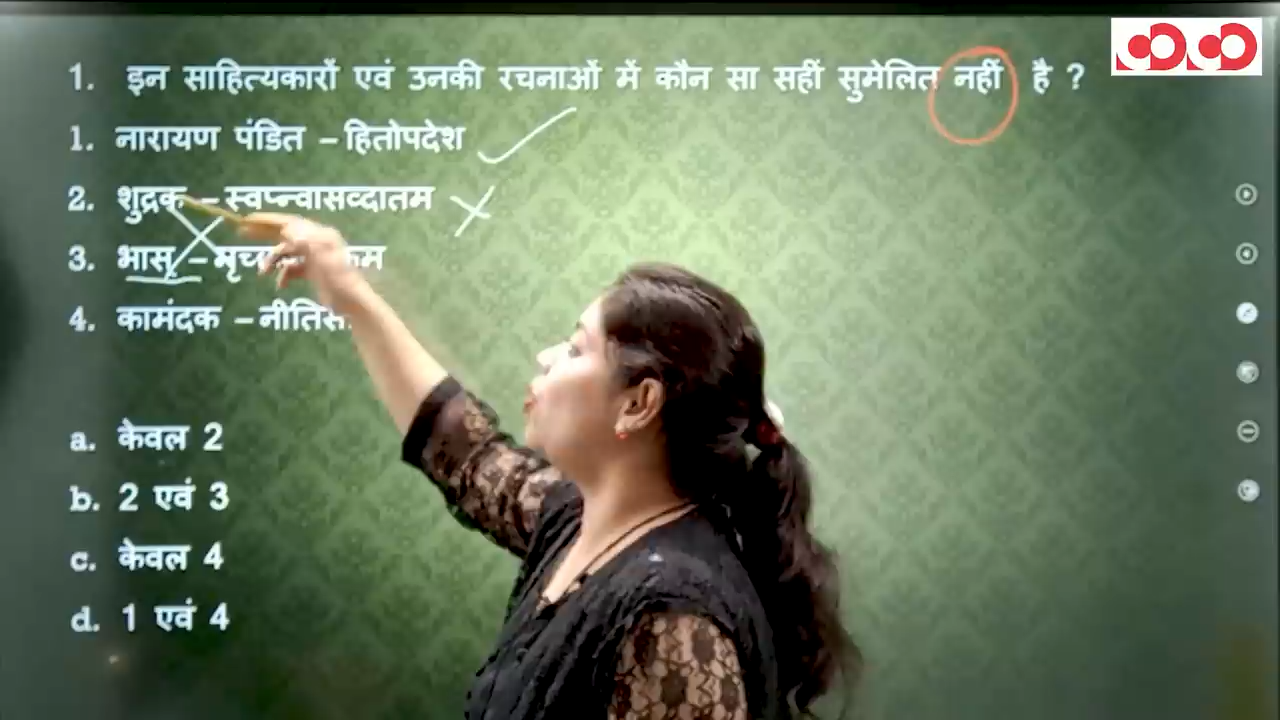 1. इन साहित्यकारों एवं उनकी रचनाओं में कौन सा सहीं सुमेलित नहीं है ?
1. नारायण पंडित – हितोपदेश
2. शुद्रक – स्वप्न्वासव्दातम
3. भास –
4. कामंदक –
a. केवल 2
b. 2 एवं 3
c. केवल 4
d. 1 एवं 4